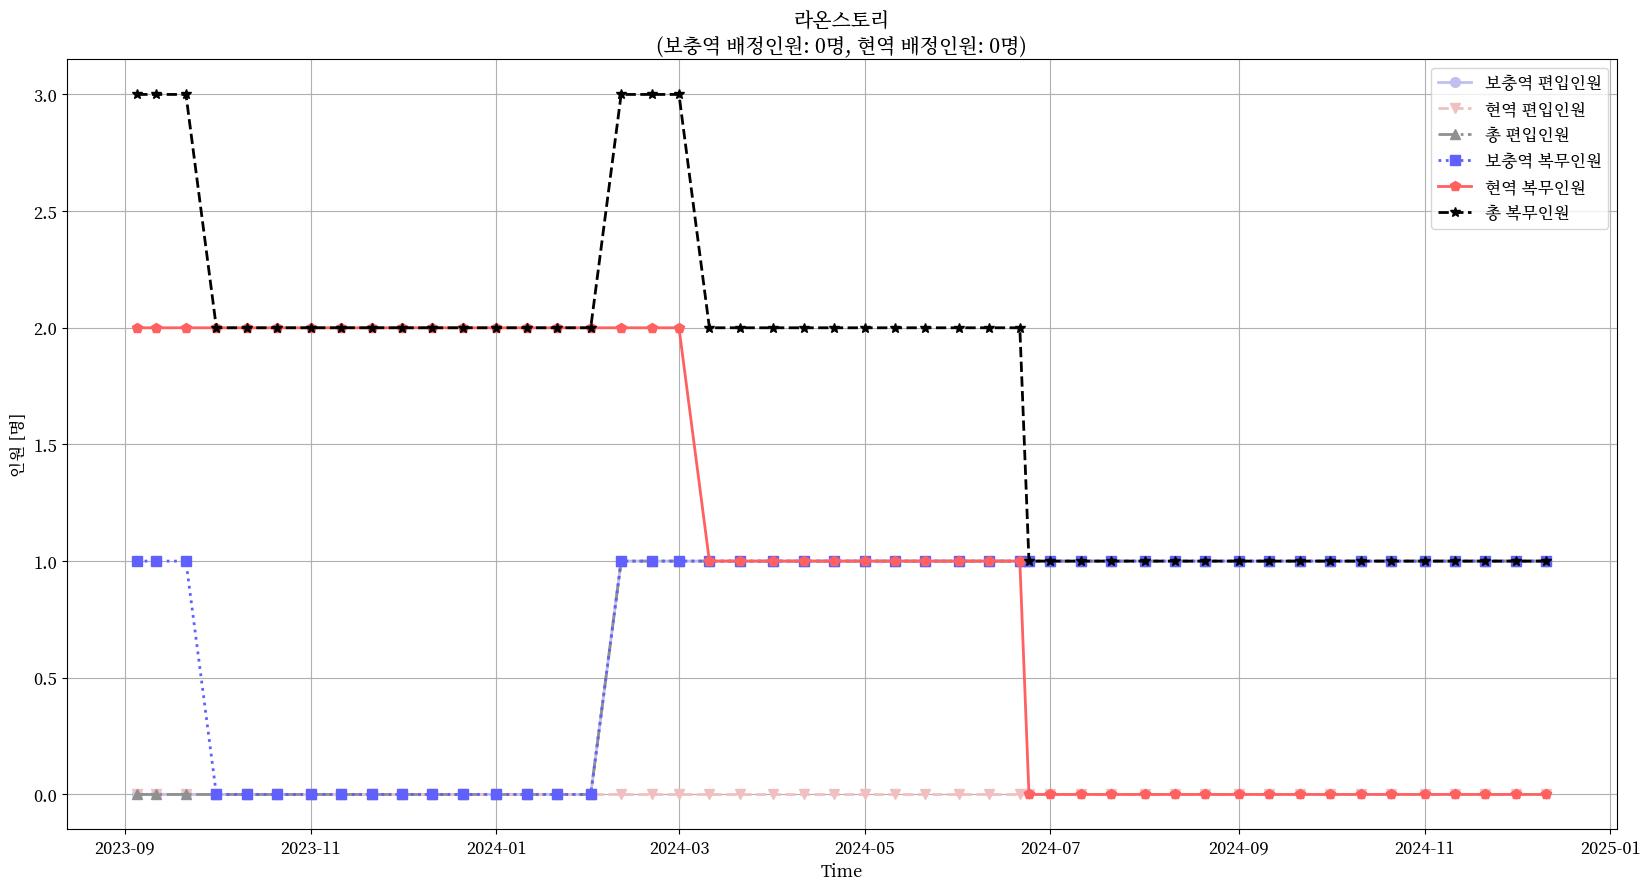 라온스토리
(보충역 배정인원: 0명, 현역 배정인원: 0명)
보충역 편입인원
현역 편입인원
총 편입인원
보충역 복무인원
현역 복무인원
총 복무인원
인원 [명]
3.0
2.5
2.0
1.5
1.0
0.5
0.0
2023-09 2023-11 2024-01 2024-03 2024-05 2024-07 2024-09 2024-11 2025-01
Time